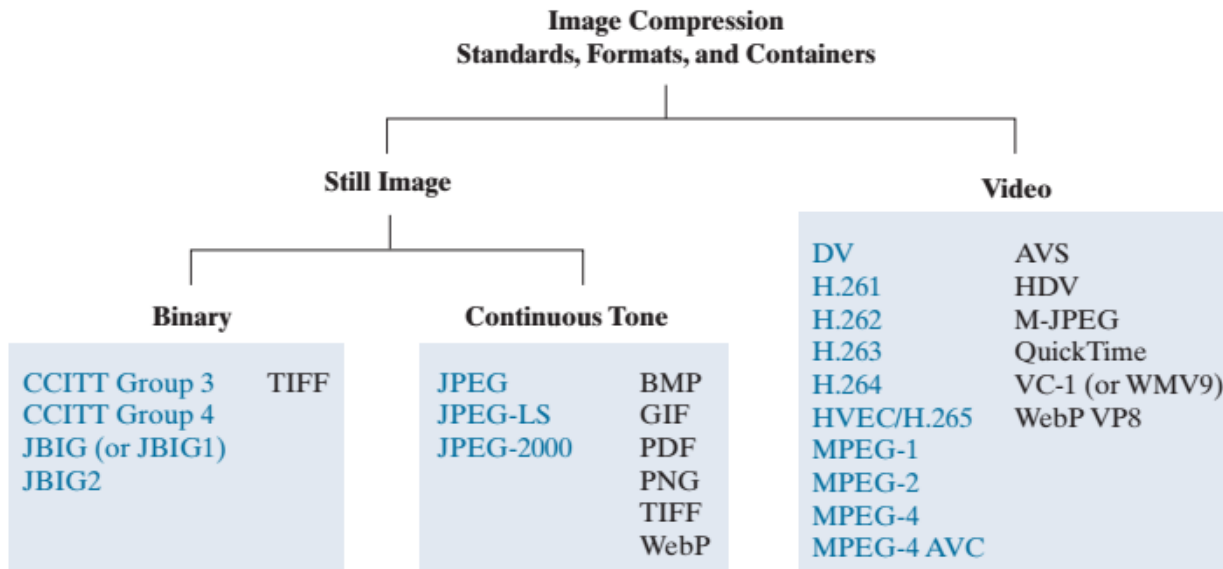 Image Compression
Standards, Formats, and Containers
Still Image
Binary
CCITT Group 3 TIFF
CCITT Group 4
JBIG (or JBIG1)
JBIG2
Continuous Tone
JPEG BMP
JPEG-LS GIF
JPEG-2000 PDF
PNG
TIFF
WebP
Video
DV AVS
H.261 HDV
H.262 M-JPEG
H.263 QuickTime
H.264 VC-1 (or WMV9)
HVEC/H.265 WebP VP8
MPEG-1
MPEG-2
MPEG-4
MPEG-4 AVC